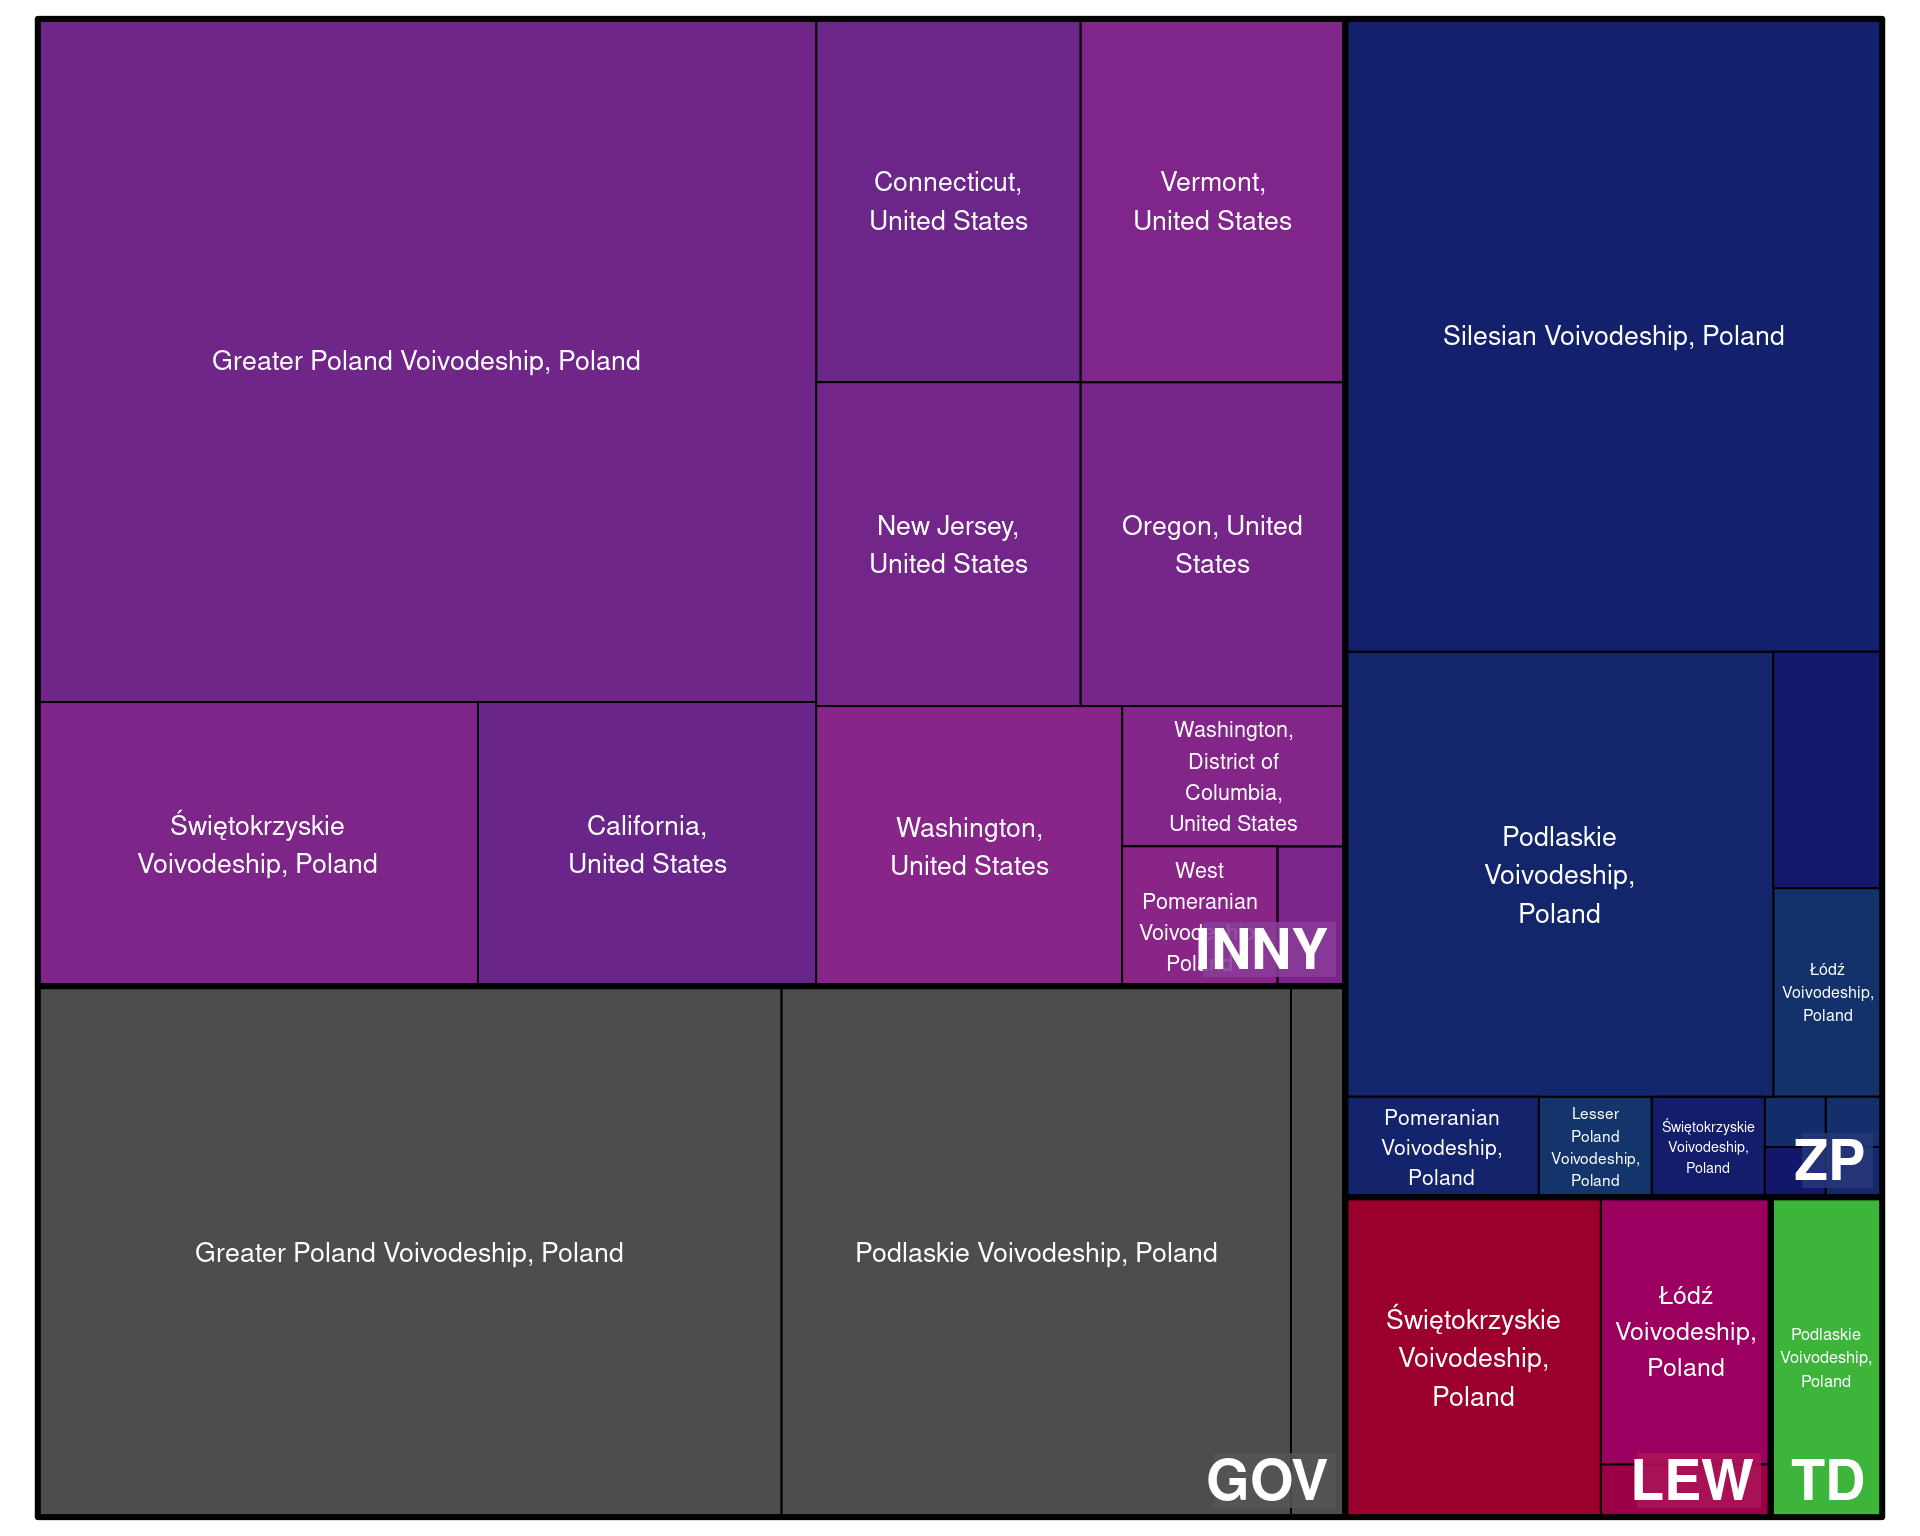 Greater Poland Voivodeship, Poland
Connecticut,
United States
Vermont,
United States
New Jersey,
United States
Oregon, United
States
Świętokrzyskie
Voivodeship, Poland
California,
United States
Washington,
United States
Washington,
District of
Columbia,
United States
West
Pomeranian
INNY
Greater Poland Voivodeship, Poland
Podlaskie Voivodeship, Poland
GOV
Silesian Voivodeship, Poland
Podlaskie
Voivodeship,
Poland
Łódź
Voivodeship,
Poland
Pomeranian
Voivodeship,
Poland
Lesser
Poland
Voivodeship,
Poland
Świętokrzyskie
Voivodeship,
Poland
ZP
Świętokrzyskie
Voivodeship,
Poland
Łódź
Voivodeship,
Poland
LEW
Podlaskie
Voivodeship,
Poland
TD